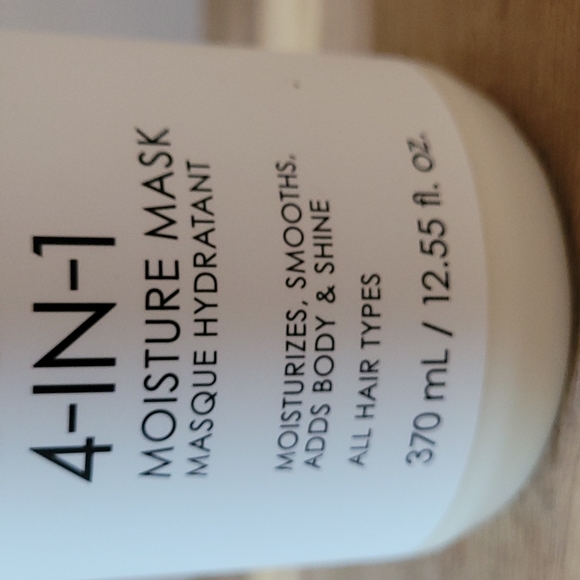 4-IN-1
MOISTURE MASK
MASQUE HYDRATANT
MOISTURIZES, SMOOTHS,
ADDS BODY & SHINE
ALL HAIR TYPES
370 mL / 12.55 fl. oz.